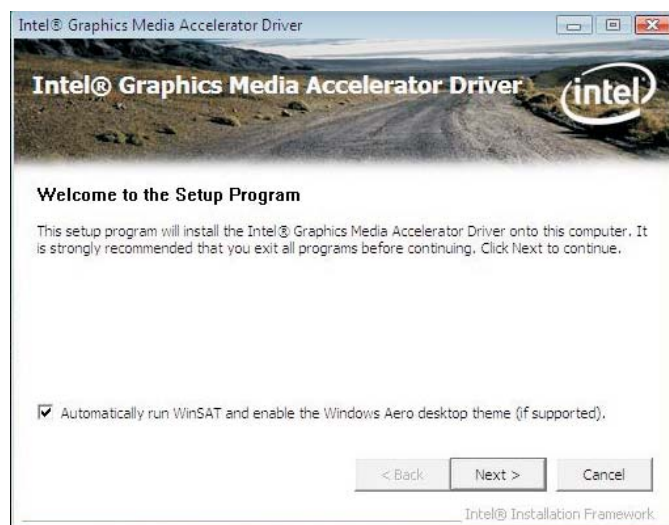 Intel® Graphics Media Accelerator Driver
Intel® Graphics Media Accelerator Driver
intel
Welcome to the Setup Program
This setup program will install the Intel® Graphics Media Accelerator Driver onto this computer. It
is strongly recommended that you exit all programs before continuing. Click Next to continue.
Automatically run WinSAT and enable the Windows Aero desktop theme (if supported).
< Back Next > Cancel
Intel® Installation Framework